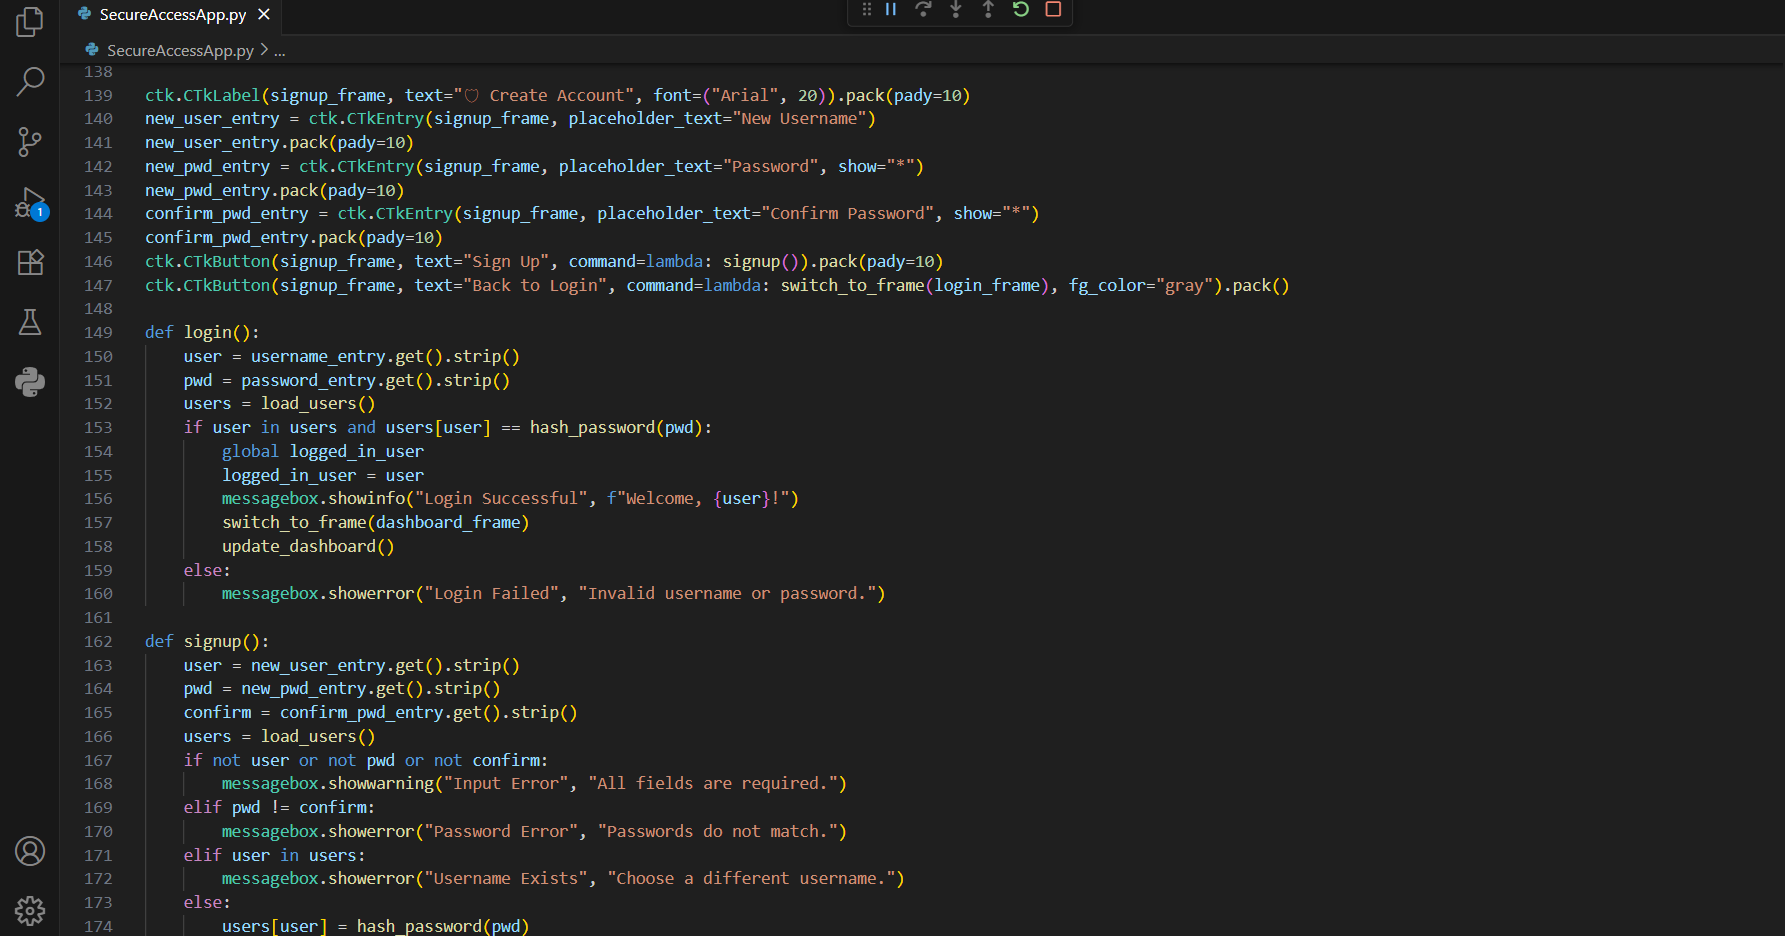 SecureAccessApp.py
SecureAccessApp.py > ...
138
139 ctk.CTkLabel(signup_frame, text="♡ Create Account", font=("Arial", 20)).pack(pady=10)
140 new_user_entry = ctk.CTkEntry(signup_frame, placeholder_text="New Username")
141 new_user_entry.pack(pady=10)
142 new_pwd_entry = ctk.CTkEntry(signup_frame, placeholder_text="Password", show="*")
143 new_pwd_entry.pack(pady=10)
144 confirm_pwd_entry = ctk.CTkEntry(signup_frame, placeholder_text="Confirm Password", show="*")
145 confirm_pwd_entry.pack(pady=10)
146 ctk.CTkButton(signup_frame, text="Sign Up", command=lambda: signup()).pack(pady=10)
147 ctk.CTkButton(signup_frame, text="Back to Login", command=lambda: switch_to_frame(login_frame), fg_color="gray").pack()
148
149 def login():
150     user = username_entry.get().strip()
151     pwd = password_entry.get().strip()
152     users = load_users()
153     if user in users and users[user] == hash_password(pwd):
154         global logged_in_user
155         logged_in_user = user
156         messagebox.showinfo("Login Successful", f"Welcome, {user}!")
157         switch_to_frame(dashboard_frame)
158         update_dashboard()
159     else:
160         messagebox.showerror("Login Failed", "Invalid username or password.")
161
162 def signup():
163     user = new_user_entry.get().strip()
164     pwd = new_pwd_entry.get().strip()
165     confirm = confirm_pwd_entry.get().strip()
166     users = load_users()
167     if not user or not pwd or not confirm:
168         messagebox.showwarning("Input Error", "All fields are required.")
169     elif pwd != confirm:
170         messagebox.showerror("Password Error", "Passwords do not match.")
171     elif user in users:
172         messagebox.showerror("Username Exists", "Choose a different username.")
173     else:
174         users[user] = hash_password(pwd)
1